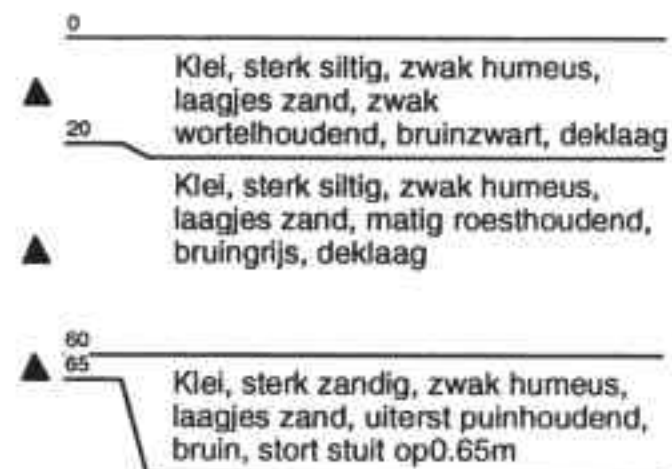 0
Klei, sterk siltig, zwak humeus,
laagjes zand, zwak
wortelhoudend, bruinzwart, deklaag
20
Klei, sterk siltig, zwak humeus,
laagjes zand, matig roesthoudend,
bruingrijs, deklaag
60
65
Klei, sterk zandig, zwak humeus,
laagjes zand, uiterst puinhoudend,
bruin, stort stuit op0.65m